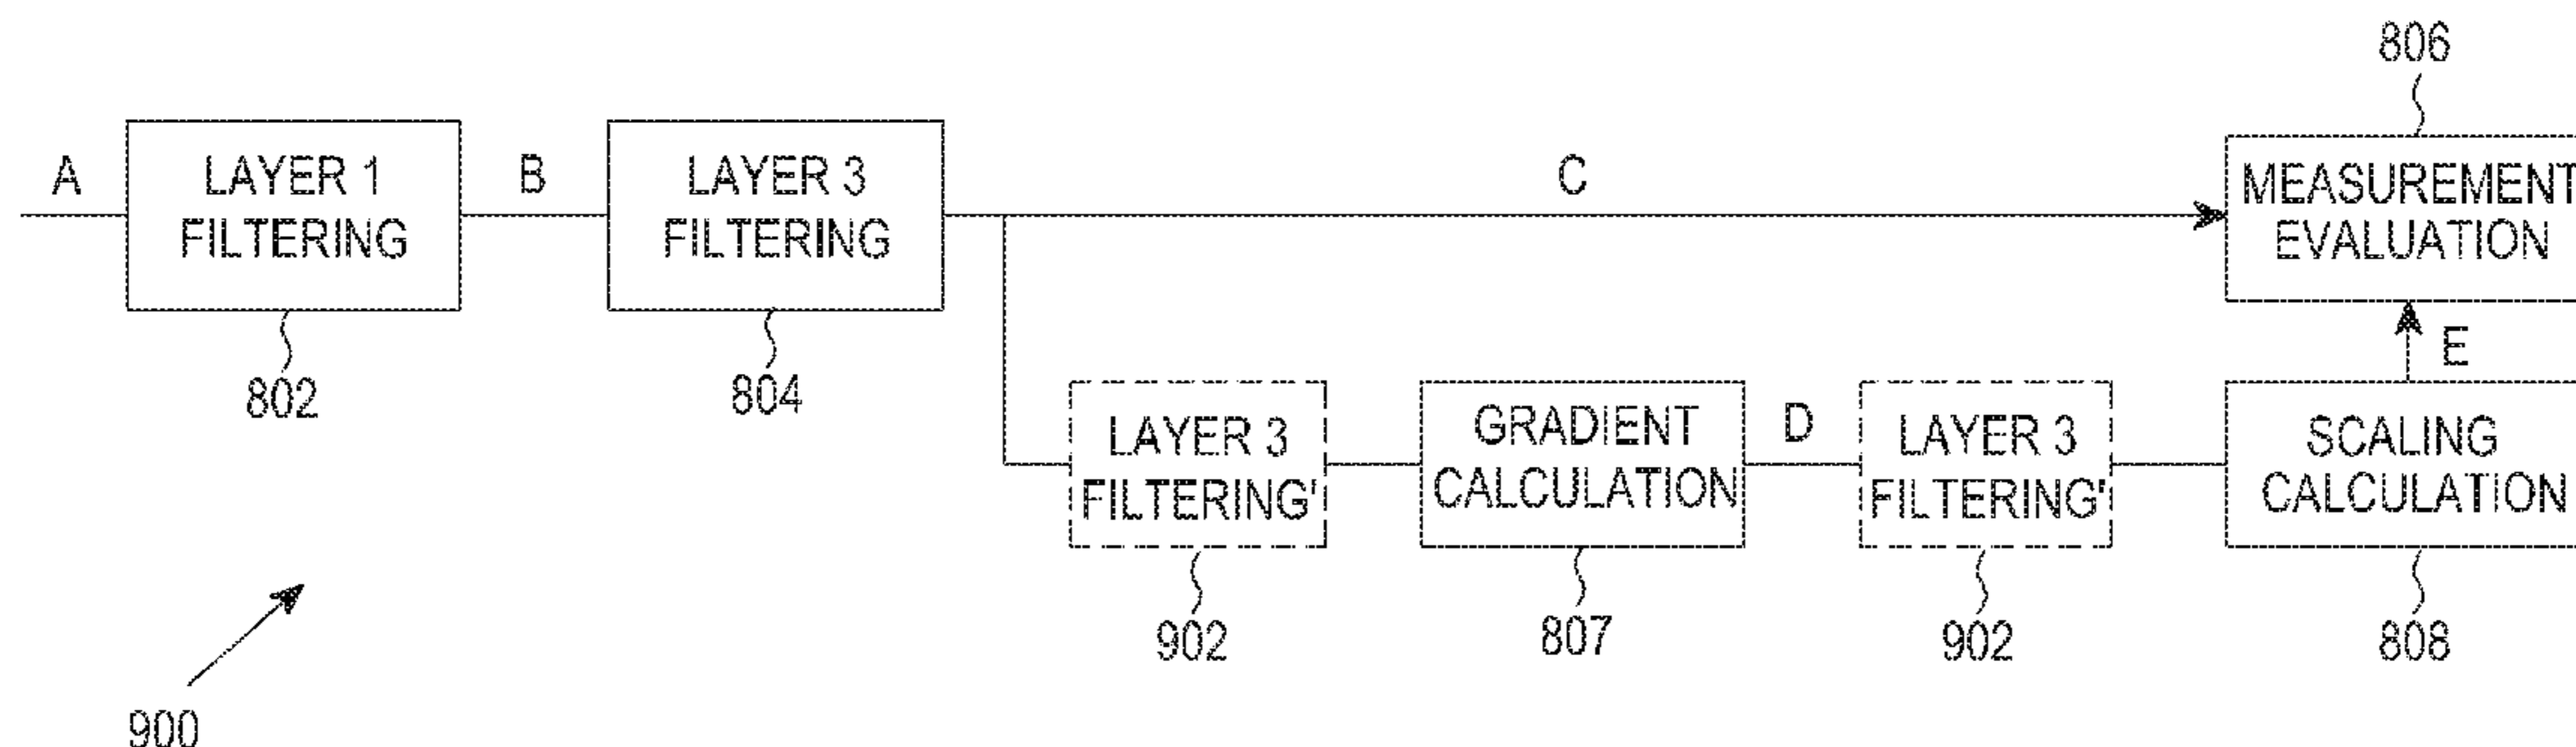 806
A
LAYER 1
FILTERING
B
LAYER 3
FILTERING
C
MEASUREMENT
EVALUATION
802
804
E
LAYER 3
FILTERING'
GRADIENT
CALCULATION
D
LAYER 3
FILTERING'
SCALING
CALCULATION
902
807
902
808
900